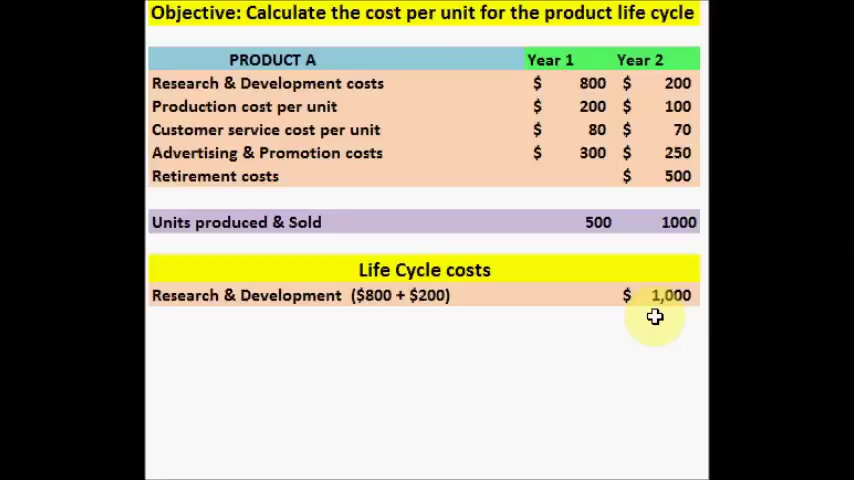 Objective: Calculate the cost per unit for the product life cycle
PRODUCT A Year 1 Year 2
Research & Development costs $ 800 $ 200
Production cost per unit $ 200 $ 100
Customer service cost per unit $ 80 $ 70
Advertising & Promotion costs $ 300 $ 250
Retirement costs $ 500
Units produced & Sold 500 1000
Life Cycle costs
Research & Development ($800 + $200) $ 1,000